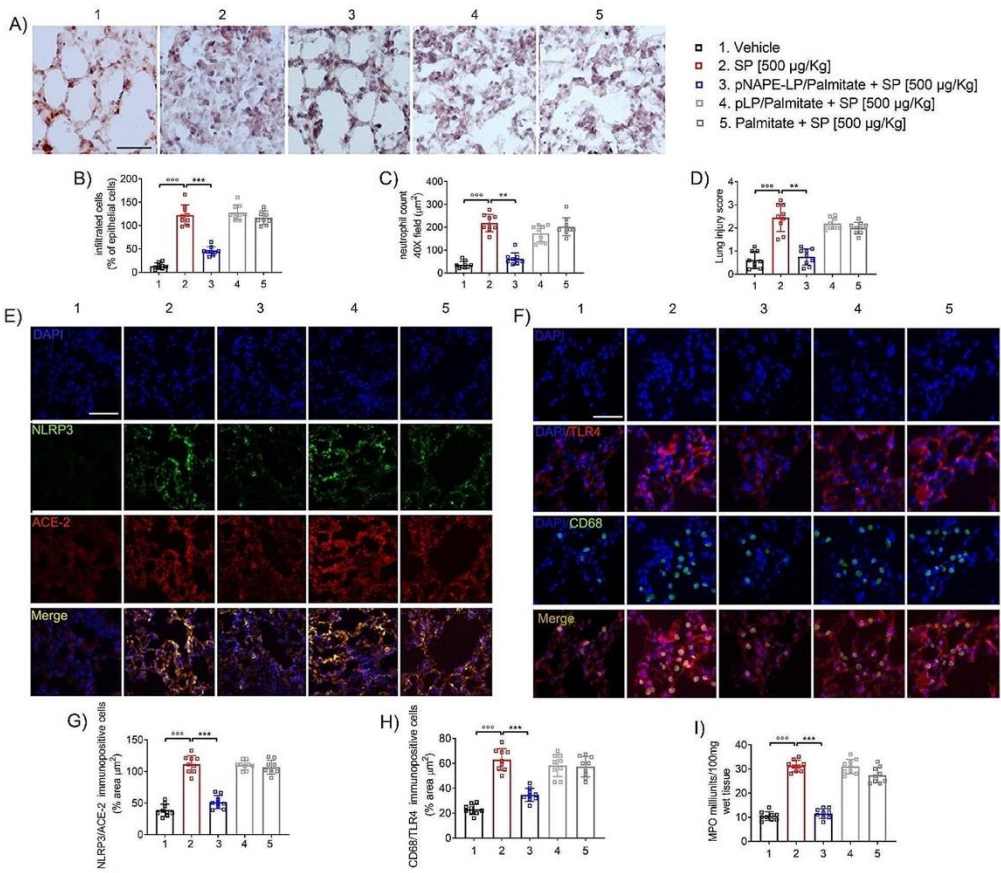 1 2 3 4 5
A)
1. Vehicle
2. SP [500 µg/Kg]
3. pNAPE-LP/Palmitate + SP [500 µg/Kg]
4. pLP/Palmitate + SP [500 µg/Kg]
5. Palmitate + SP [500 µg/Kg]
B)
infiltrated cells
(% of epithelial cells)
150
100
50
0
°°° ***
1 2 3 4 5
C)
neutrophil count
40X field (µm²)
400
300
200
100
0
°°° **
1 2 3 4 5
D)
Lung injury score
4
3
2
1
0
°°° **
1 2 3 4 5
E)
1 2 3 4 5
DAPI
NLRP3
ACE-2
Merge
F)
1 2 3 4 5
DAPI
DAPI/TLR4
DAPI/CD68
Merge
G)
NLRP3/ACE-2 immunopositive cells
(% area µm²)
150
100
50
0
°°° ***
1 2 3 4 5
H)
CD68/TLR4 immunopositive cells
(% area µm²)
80
60
40
20
0
°°° ***
1 2 3 4 5
I)
MPO milliunits/100mg
wet tissue
40
30
20
10
0
°°° ***
1 2 3 4 5